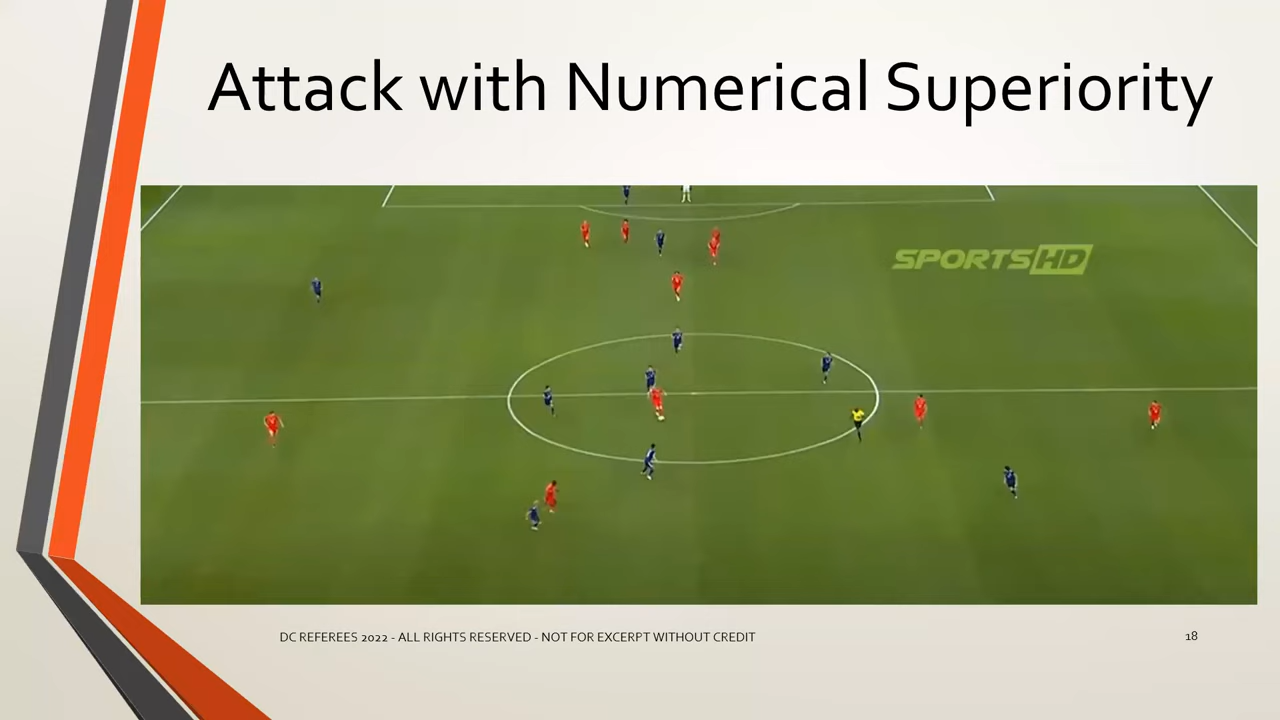 Attack with Numerical Superiority
SPORTSHD
DC REFEREES 2022 - ALL RIGHTS RESERVED - NOT FOR EXCERPT WITHOUT CREDIT
18